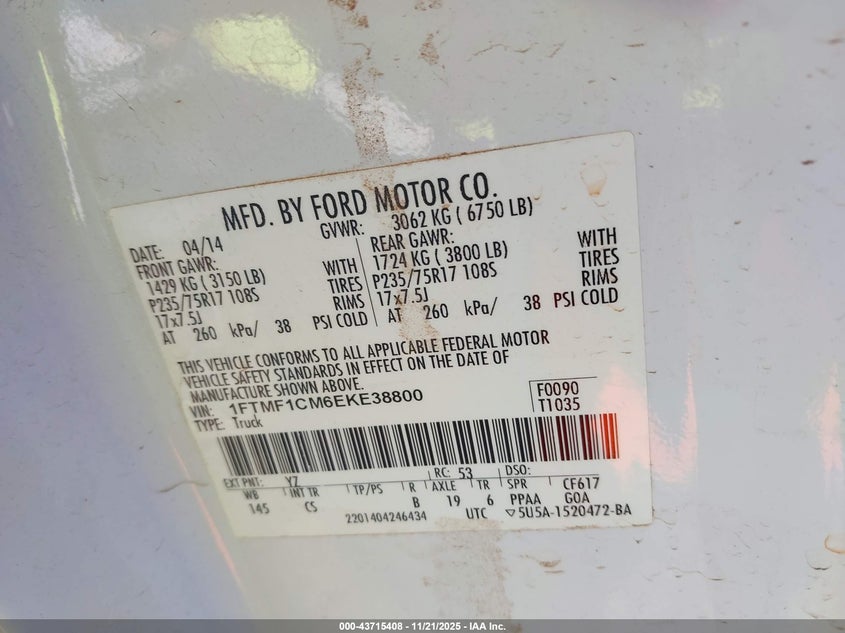 MFD. BY FORD MOTOR CO.
DATE: 04/14
GVWR: 3062 KG ( 6750 LB)
FRONT GAWR:
1429 KG ( 3150 LB) WITH
P235/75R17 108S TIRES
17x7.5J RIMS
AT 260 kPa/ 38 PSI COLD
REAR GAWR:
1724 KG ( 3800 LB) WITH
P235/75R17 108S TIRES
17x7.5J RIMS
AT 260 kPa/ 38 PSI COLD
THIS VEHICLE CONFORMS TO ALL APPLICABLE FEDERAL MOTOR
VEHICLE SAFETY STANDARDS IN EFFECT ON THE DATE OF
MANUFACTURE SHOWN ABOVE.
VIN: 1FTMF1CM6EKE38800
TYPE: Truck
F0090
T1035
EXT PNT: YZ RC: 53 DSO:
WB INT TR TP/PS R AXLE TR SPR CF617
145 CS B 19 6 PPAA GOA
2201404246434 UTC ▽5U5A-1520472-BA
000-43715408 - 11/21/2025 - IAA Inc.